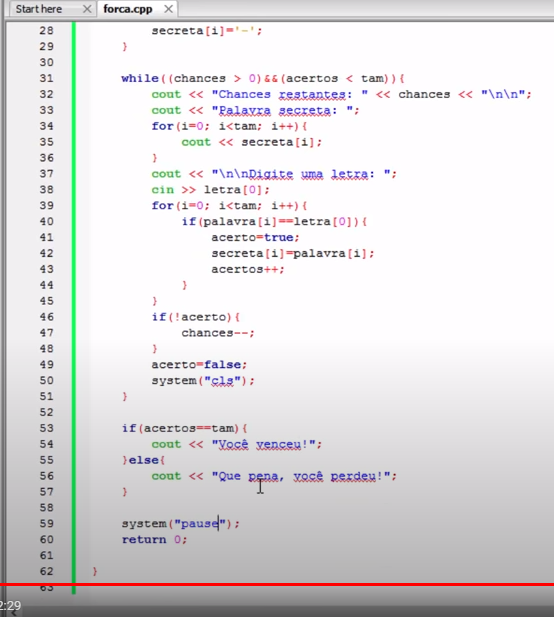 Start here × forca.cpp ×
28 secreta[i]='-';
29 }
30
31 while((chances > 0)&&(acertos < tam)){
32 cout << "Chances restantes: " << chances << "\n\n";
33 cout << "Palavra secreta: ";
34 for(i=0; i<tam; i++){
35 cout << secreta[i];
36 }
37 cout << "\n\nDigite uma letra: ";
38 cin >> letra[0];
39 for(i=0; i<tam; i++){
40 if(palavra[i]==letra[0]){
41 acerto=true;
42 secreta[i]=palavra[i];
43 acertos++;
44 }
45 }
46 if(!acerto){
47 chances--;
48 }
49 acerto=false;
50 system("cls");
51 }
52
53 if(acertos==tam){
54 cout << "Você venceu!";
55 }else{
56 cout << "Que pena, você perdeu!";
57 }
58
59 system("pause");
60 return 0;
61
62 }
63
2:29